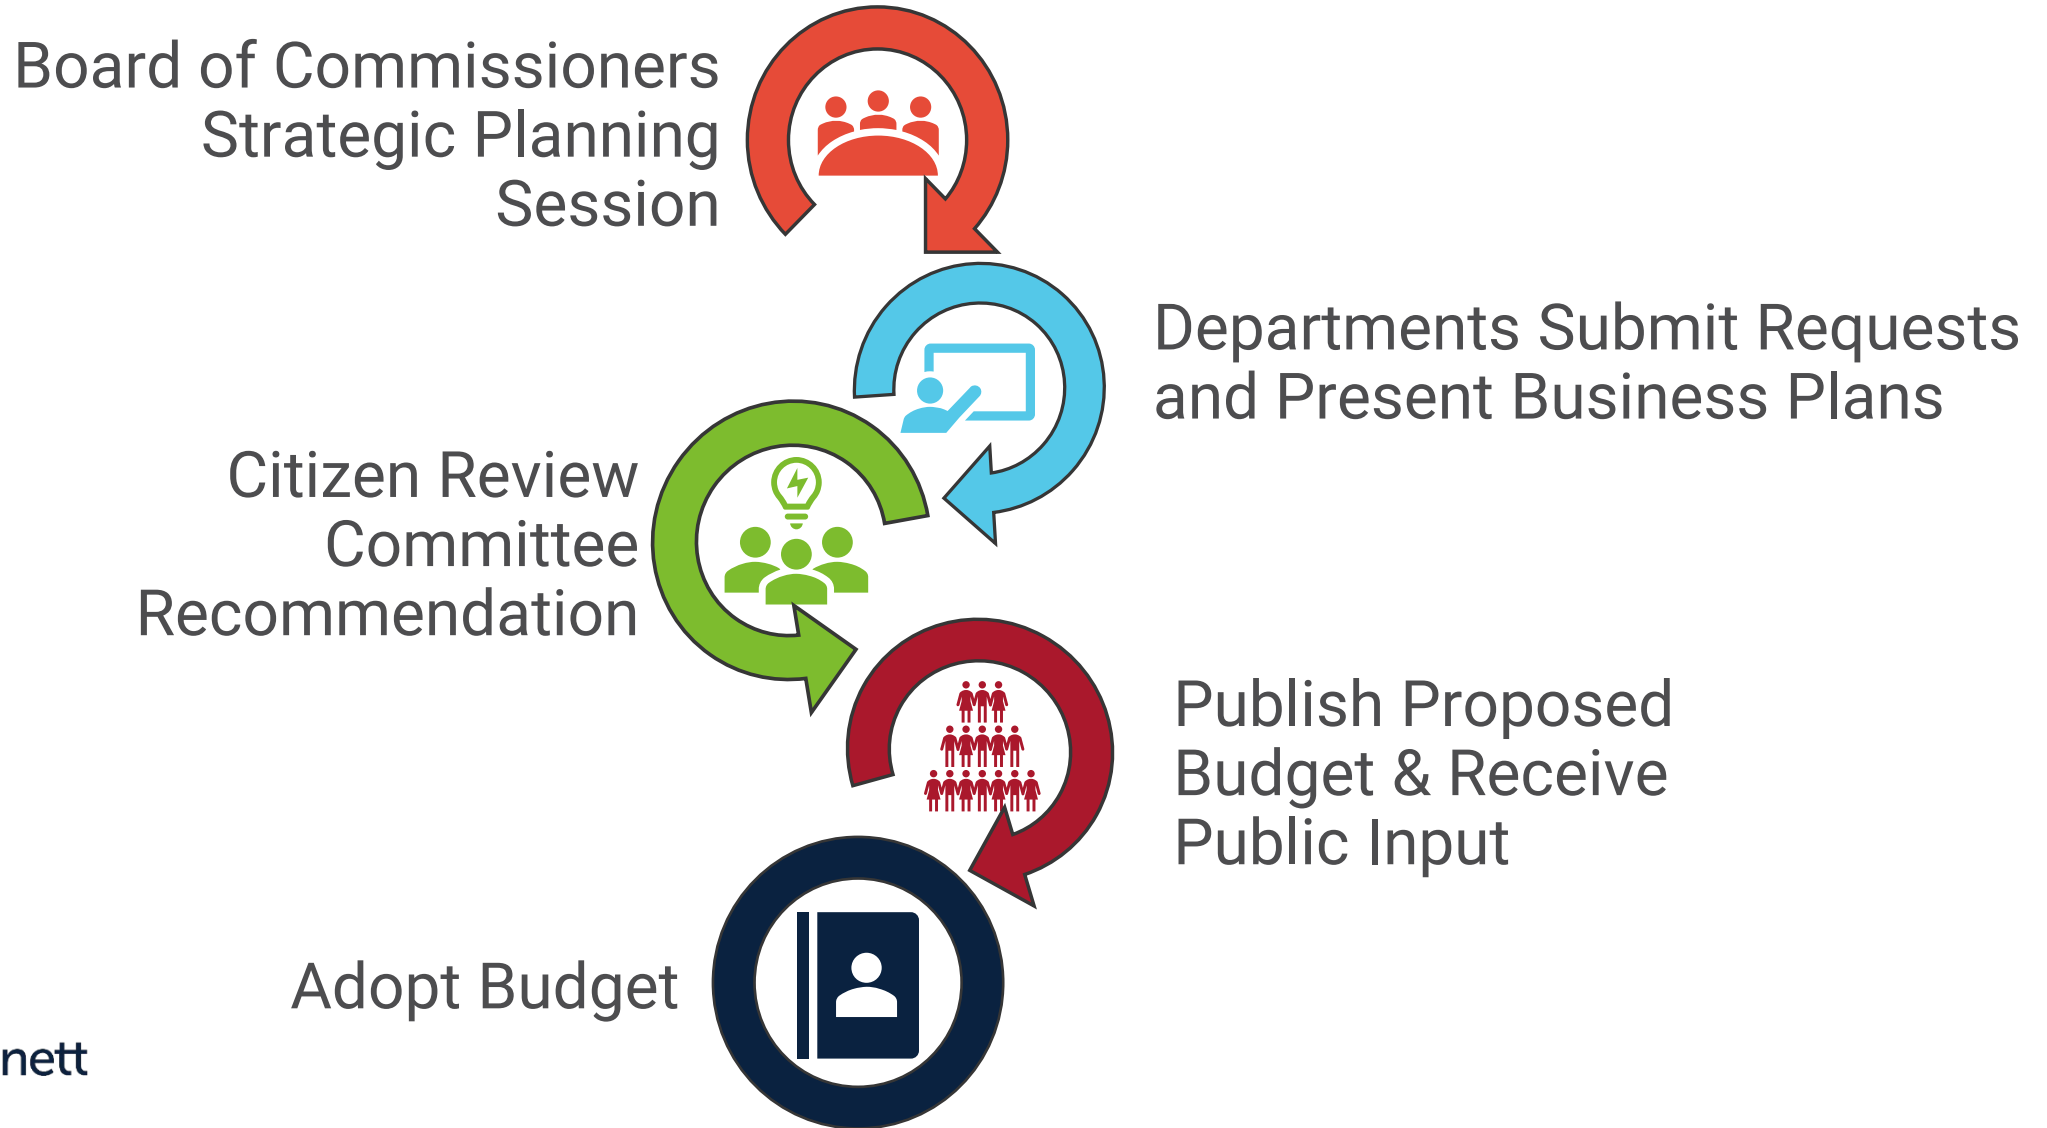 Board of Commissioners
Strategic Planning
Session
Departments Submit Requests
and Present Business Plans
Citizen Review
Committee
Recommendation
Publish Proposed
Budget & Receive
Public Input
Adopt Budget
nett